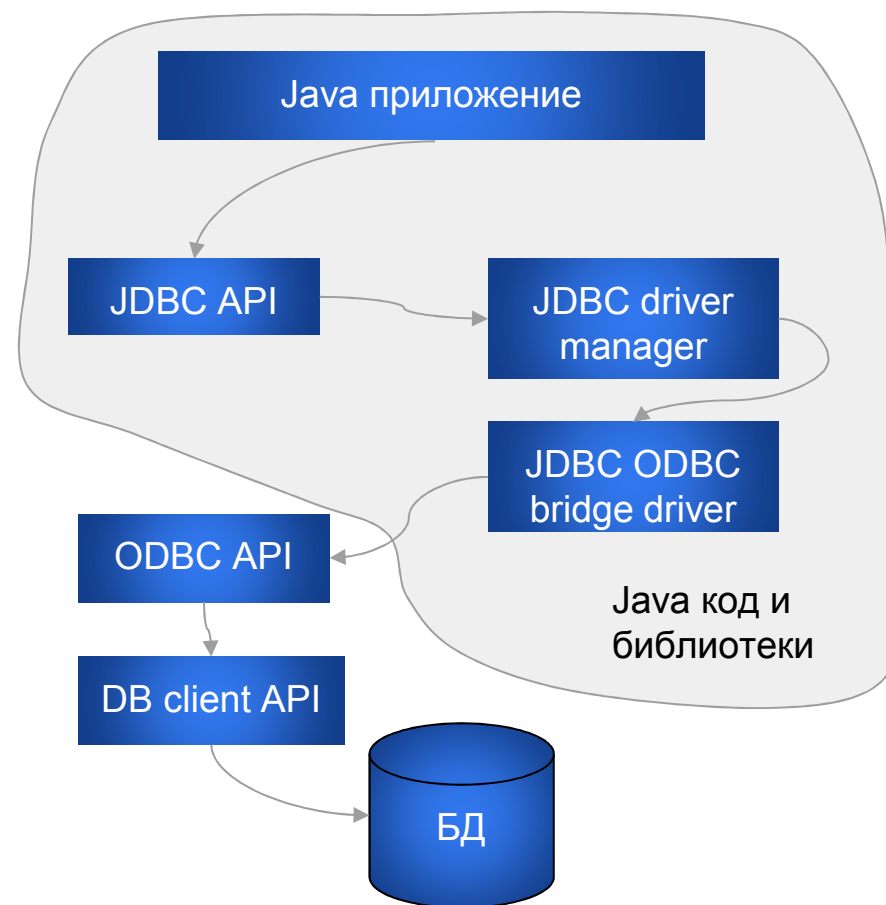 Java приложение
JDBC API
JDBC driver
manager
JDBC ODBC
bridge driver
ODBC API
Java код и
библиотеки
DB client API
БД